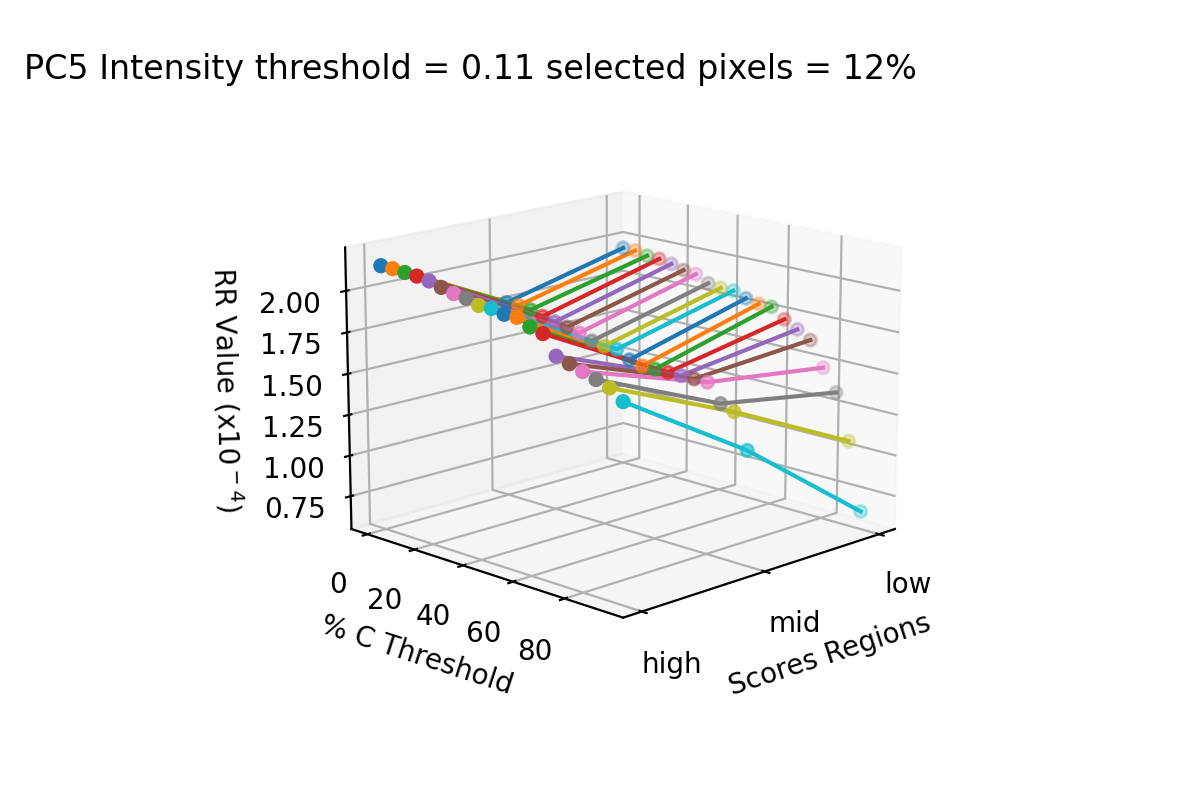 PC5 Intensity threshold = 0.11 selected pixels = 12%
RR Value (x10⁻⁴)
2.00
1.75
1.50
1.25
1.00
0.75
0
20
40
60
80
% C Threshold
high
mid
low
Scores Regions